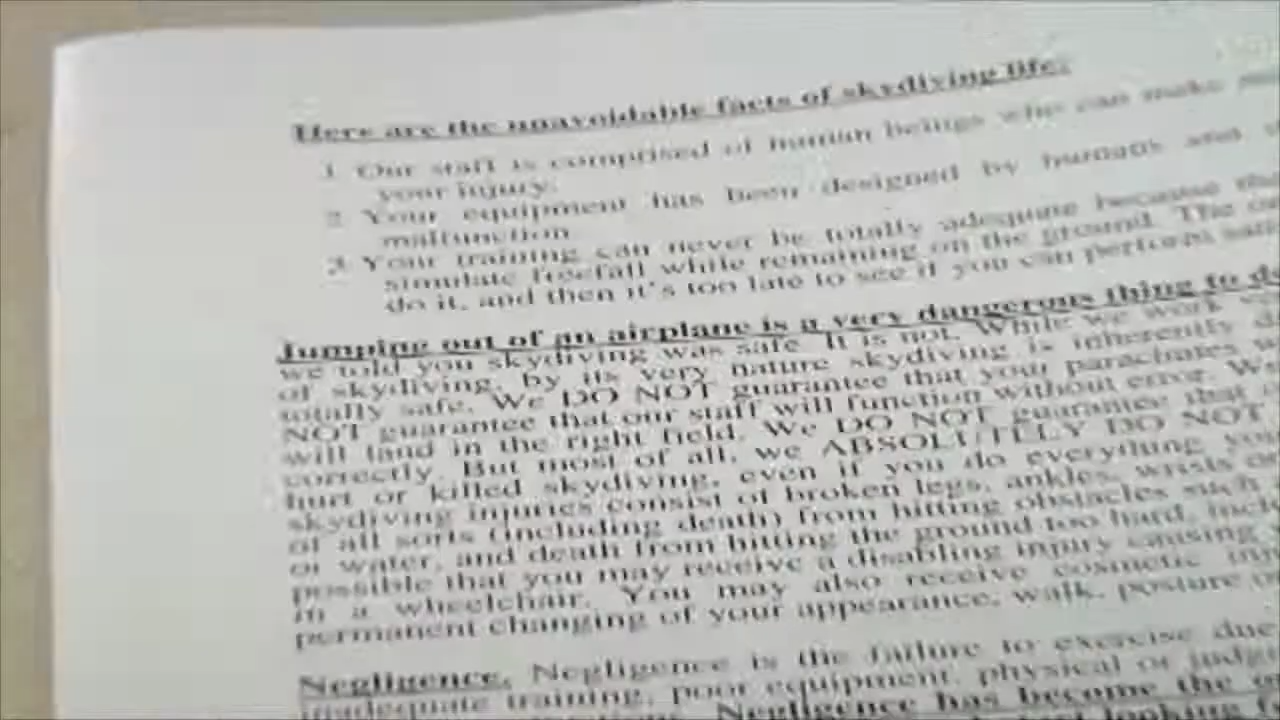 Here are the unavoidable facts of skydiving life:
1. Our staff is comprised of human beings who can make
your injury.
2. Your equipment has been designed by humans and
malfunction.
3. Your training can never be totally adequate because
simulate freefall while remaining on the ground. The
do it, and then it's too late to see if you can perform
Jumping out of an airplane is a very dangerous thing to
we told you skydiving was safe. It is not. While we work
of skydiving, by its very nature skydiving is inherently
totally safe. We DO NOT guarantee that your parachutes
NOT guarantee that our staff will function without error.
will land in the right field. We DO NOT guarantee that
correctly. But most of all, we ABSOLUTELY DO NOT
hurt or killed skydiving, even if you do everything
skydiving injuries consist of broken legs, ankles, wrists or
of all sorts (including death) from hitting obstacles such
or water, and death from hitting the ground too hard,
possible that you may receive a disabling injury causing
in a wheelchair. You may also receive cosmetic
permanent changing of your appearance, walk, posture
Negligence. Negligence is the failure to exercise due
inadequate training, poor equipment, physical or
Negligence has become the
looking